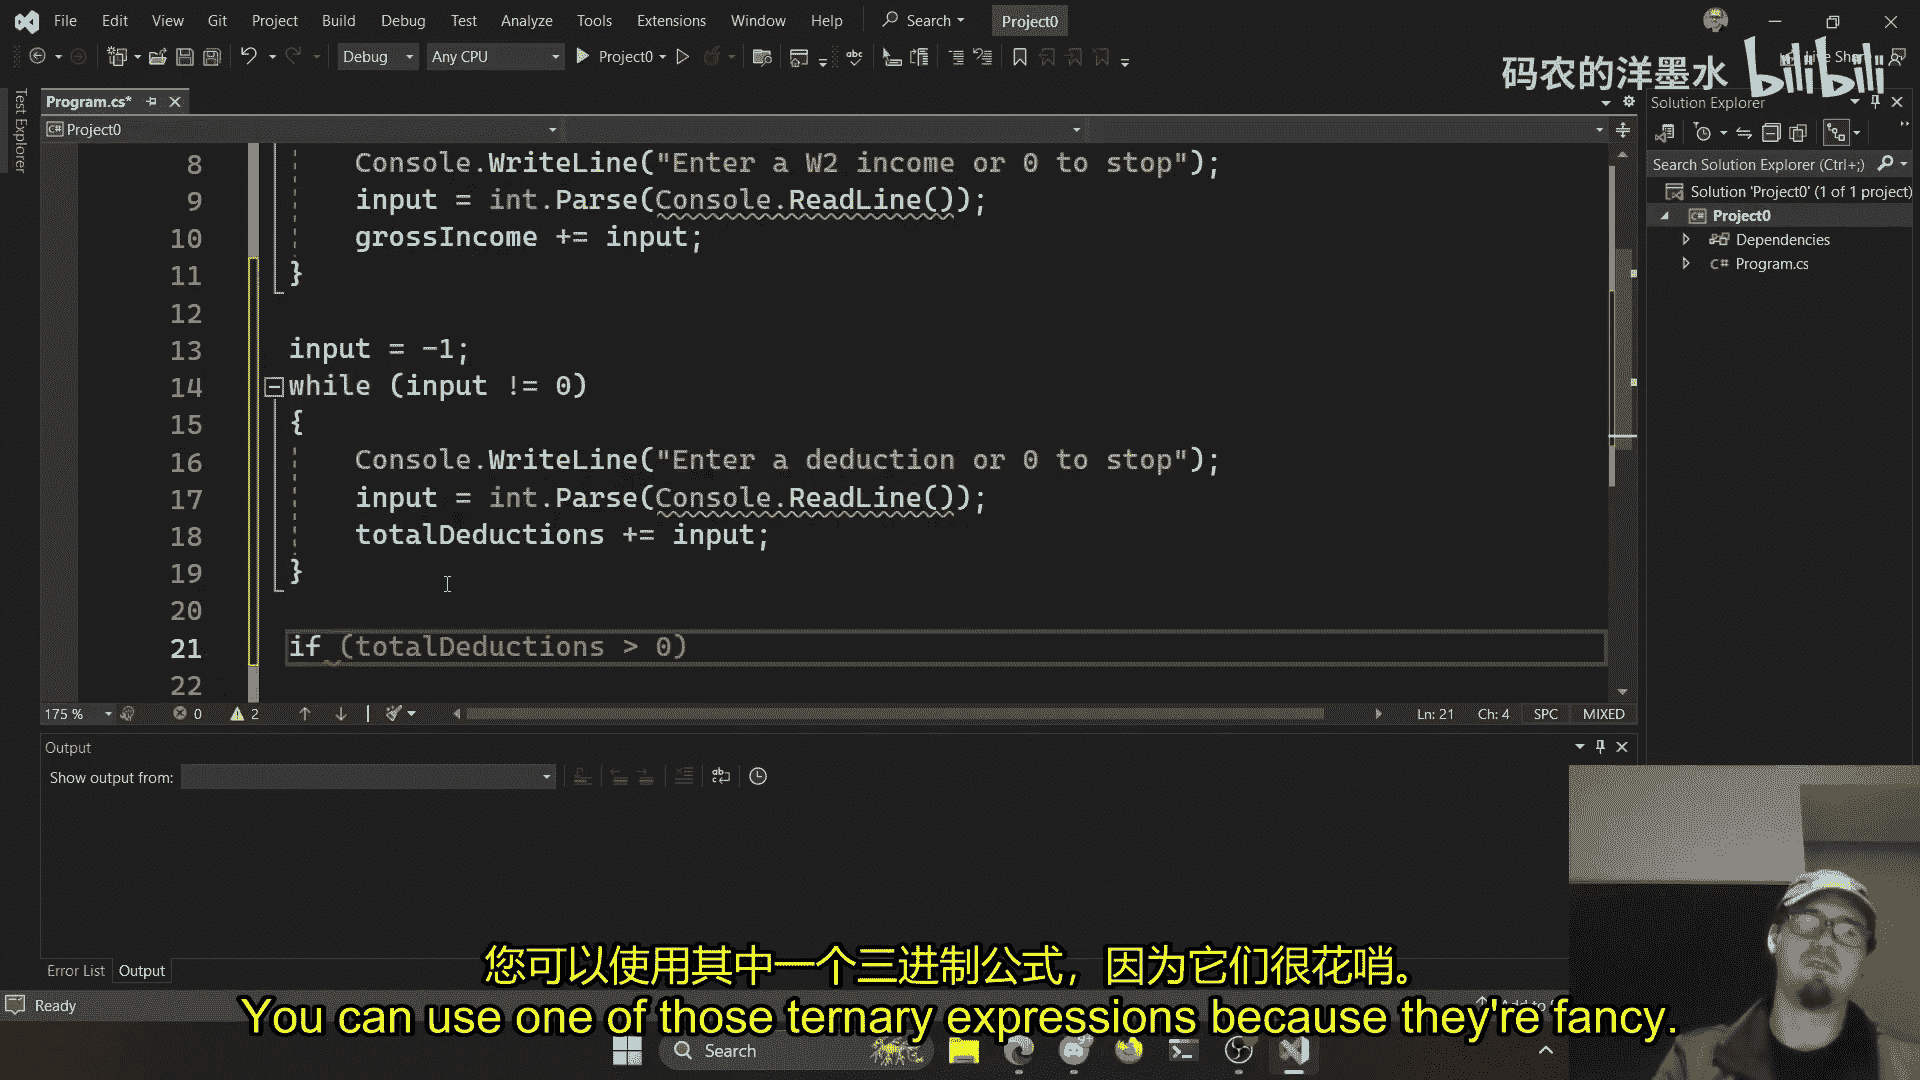 File Edit View Git Project Build Debug Test Analyze Tools Extensions Window Help Search Project0
Debug Any CPU Project0
码农的洋墨水 bilibili
Test Explorer
Program.cs*
Solution Explorer
Project0
Search Solution Explorer (Ctrl+;)
Solution 'Project0' (1 of 1 project)
Project0
Dependencies
C# Program.cs
8 Console.WriteLine("Enter a W2 income or 0 to stop");
9 input = int.Parse(Console.ReadLine());
10 grossIncome += input;
11 }
12
13 input = -1;
14 while (input != 0)
15 {
16 Console.WriteLine("Enter a deduction or 0 to stop");
17 input = int.Parse(Console.ReadLine());
18 totalDeductions += input;
19 }
20
21 if (totalDeductions > 0)
22
175 % 0 2 Ln: 21 Ch: 4 SPC MIXED
Output
Show output from:
Error List Output
Ready
您可以使用其中一个三进制公式，因为它们很花哨。
You can use one of those ternary expressions because they're fancy.
Search